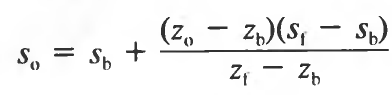 s_o = s_b + \frac{(z_o - z_b)(s_f - s_b)}{z_f - z_b}